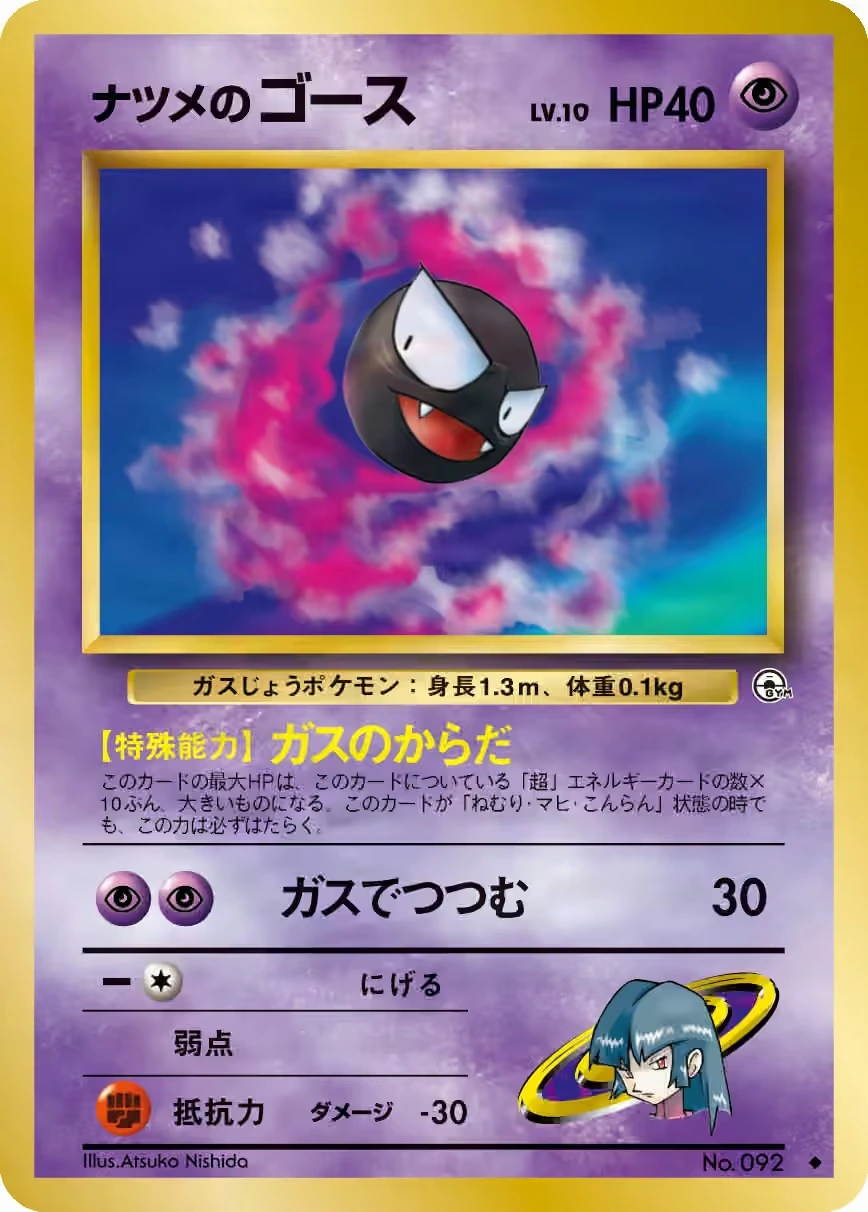 ナツメのゴース LV.10 HP40
ガスじょうポケモン：身長1.3m、体重0.1kg
GYM
【特殊能力】ガスのからだ
このカードの最大HPは、このカードについている「超」エネルギーカードの数×
10ぶん、大きいものになる。このカードが「ねむり・マヒ・こんらん」状態の時で
も、この力は必ずはたらく。
ガスでつつむ 30
− にげる
弱点
抵抗力 ダメージ -30
Illus.Atsuko Nishida No. 092